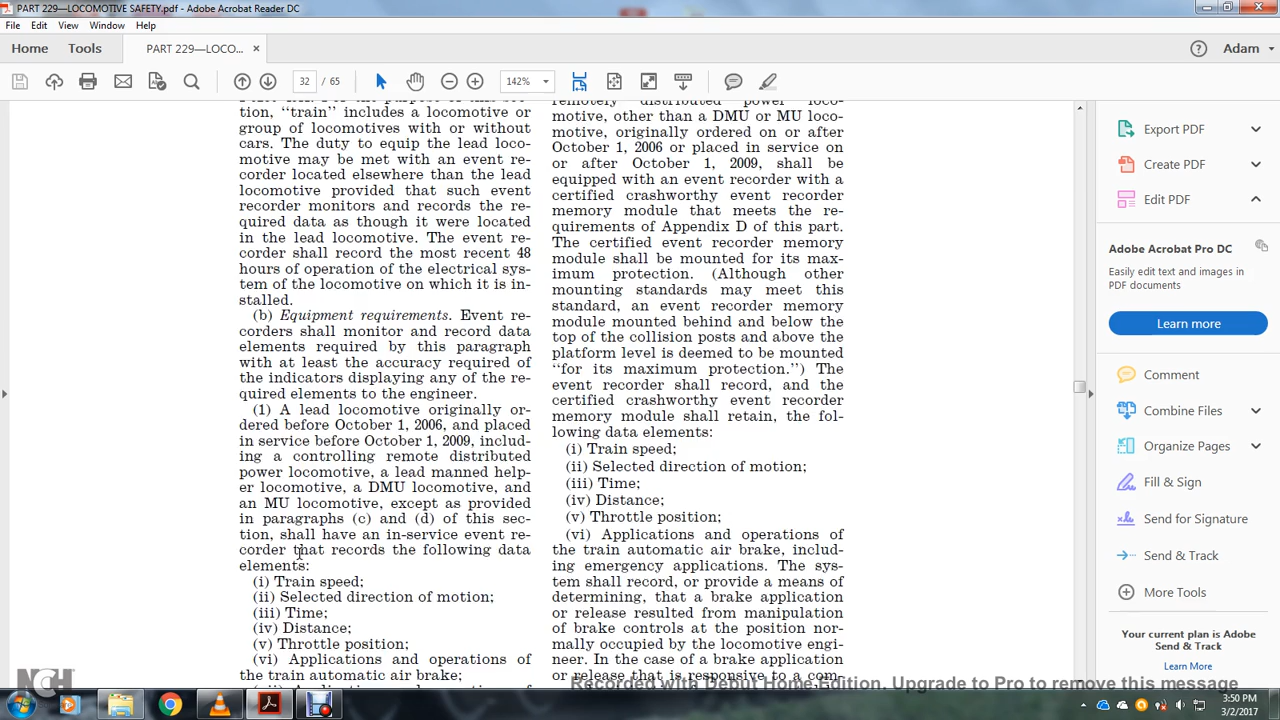 PART 229—LOCOMOTIVE SAFETY.pdf - Adobe Acrobat Reader DC
File Edit View Window Help
Home Tools PART 229—LOCO... × Adam
32 / 65 142%
tion, ‘‘train’’ includes a locomotive or
group of locomotives with or without
cars. The duty to equip the lead loco-
motive may be met with an event re-
corder located elsewhere than the lead
locomotive provided that such event
recorder monitors and records the re-
quired data as though it were located
in the lead locomotive. The event re-
corder shall record the most recent 48
hours of operation of the electrical sys-
tem of the locomotive on which it is in-
stalled.
(b) Equipment requirements. Event re-
corders shall monitor and record data
elements required by this paragraph
with at least the accuracy required of
the indicators displaying any of the re-
quired elements to the engineer.
(1) A lead locomotive originally or-
dered before October 1, 2006, and placed
in service before October 1, 2009, includ-
ing a controlling remote distributed
power locomotive, a lead manned help-
er locomotive, a DMU locomotive, and
an MU locomotive, except as provided
in paragraphs (c) and (d) of this sec-
tion, shall have an in-service event re-
corder that records the following data
elements:
(i) Train speed;
(ii) Selected direction of motion;
(iii) Time;
(iv) Distance;
(v) Throttle position;
(vi) Applications and operations of
the train automatic air brake;
remotely distributed power loco-
motive, other than a DMU or MU loco-
motive, originally ordered on or after
October 1, 2006 or placed in service on
or after October 1, 2009, shall be
equipped with an event recorder with a
certified crashworthy event recorder
memory module that meets the re-
quirements of Appendix D of this part.
The certified event recorder memory
module shall be mounted for its max-
imum protection. (Although other
mounting standards may meet this
standard, an event recorder memory
module mounted behind and below the
top of the collision posts and above the
platform level is deemed to be mounted
‘‘for its maximum protection.’’) The
event recorder shall record, and the
certified crashworthy event recorder
memory module shall retain, the fol-
lowing data elements:
(i) Train speed;
(ii) Selected direction of motion;
(iii) Time;
(iv) Distance;
(v) Throttle position;
(vi) Applications and operations of
the train automatic air brake, includ-
ing emergency applications. The sys-
tem shall record, or provide a means of
determining, that a brake application
or release resulted from manipulation
of brake controls at the position nor-
mally occupied by the locomotive engi-
neer. In the case of a brake application
or release that is responsive to a com-
Export PDF
Create PDF
Edit PDF
Adobe Acrobat Pro DC
Easily edit text and images in
PDF documents
Learn more
Comment
Combine Files
Organize Pages
Fill & Sign
Send for Signature
Send & Track
More Tools
Your current plan is Adobe
Send & Track
Learn More
NCH
Recorded with Debut Home Edition. Upgrade to Pro to remove this message
3:50 PM
3/2/2017